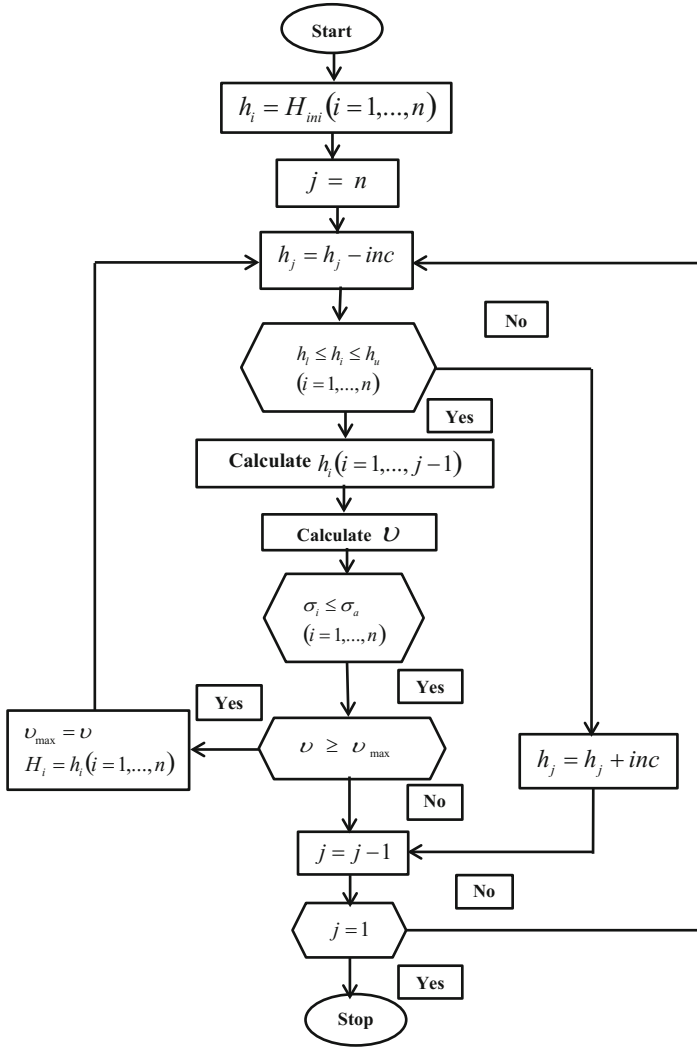 Start
h_i = H_ini (i = 1,...,n)
j = n
h_j = h_j − inc
No
h_l ≤ h_i ≤ h_u
(i = 1,...,n)
Yes
Calculate h_i (i = 1,..., j − 1)
Calculate υ
σ_i ≤ σ_a
(i = 1,...,n)
Yes
Yes
υ_max = υ
H_i = h_i (i = 1,...,n)
υ ≥ υ_max
h_j = h_j + inc
No
j = j − 1
No
j = 1
Yes
Stop